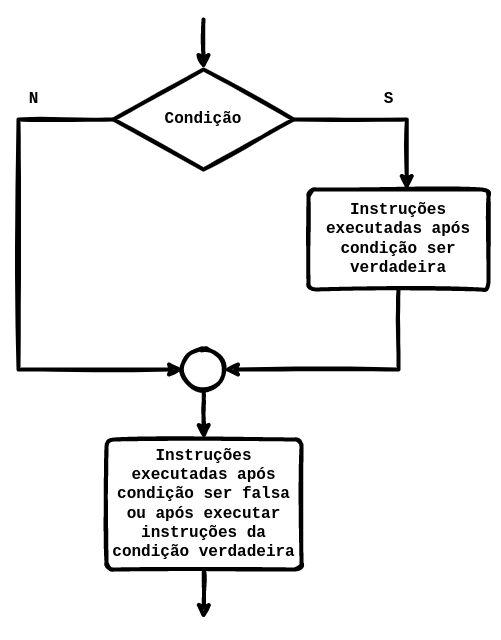 N
S
Condição
Instruções
executadas após
condição ser
verdadeira
Instruções
executadas após
condição ser falsa
ou após executar
instruções da
condição verdadeira